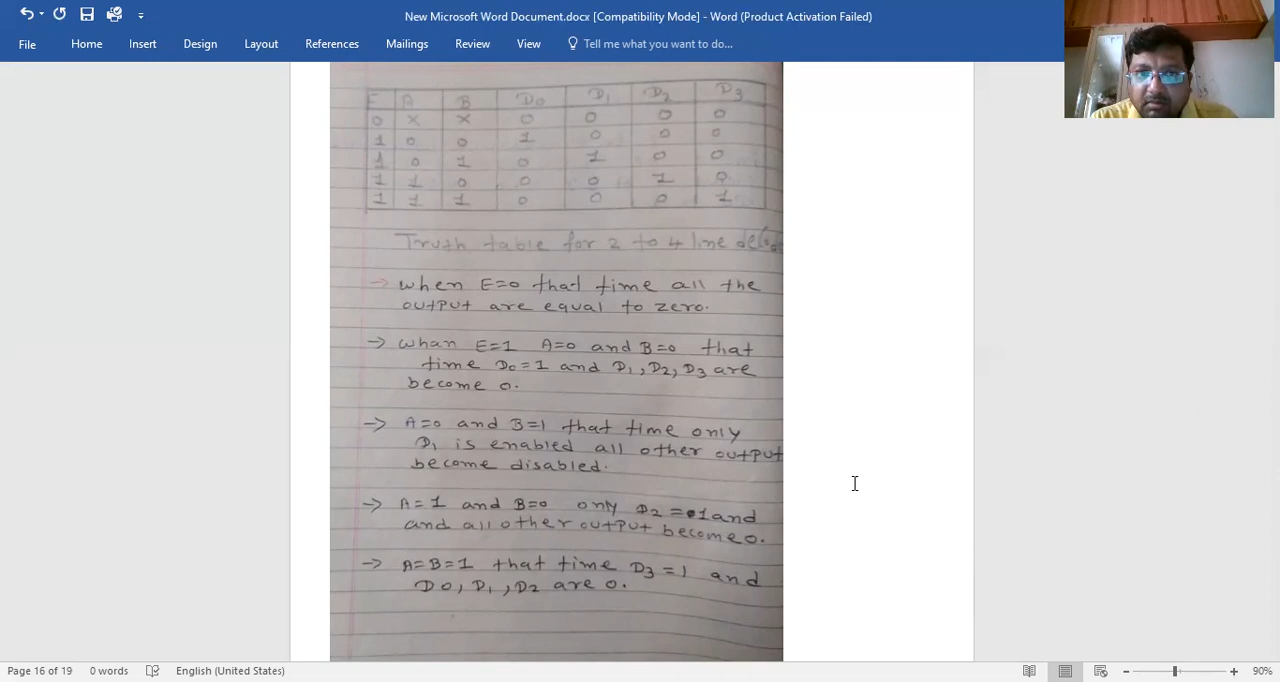 New Microsoft Word Document.docx [Compatibility Mode] - Word (Product Activation Failed)
File Home Insert Design Layout References Mailings Review View Tell me what you want to do...
E A B D0 D1 D2 D3
0 x x 0 0 0 0
1 0 0 1 0 0 0
1 0 1 0 1 0 0
1 1 0 0 0 1 0
1 1 1 0 0 0 1
Truth table for 2 to 4 line
→ when E=0 that time all the
output are equal to zero.
→ whan E=1 A=0 and B=0 that
time D0=1 and D1, D2, D3 are
become 0.
→ A=0 and B=1 that time only
D1 is enabled all other output
become disabled.
→ A=1 and B=0 only D2=1 and
and all other output become 0.
→ A=B=1 that time D3=1 and
D0, D1, D2 are 0.
Page 16 of 19 0 words English (United States) 90%